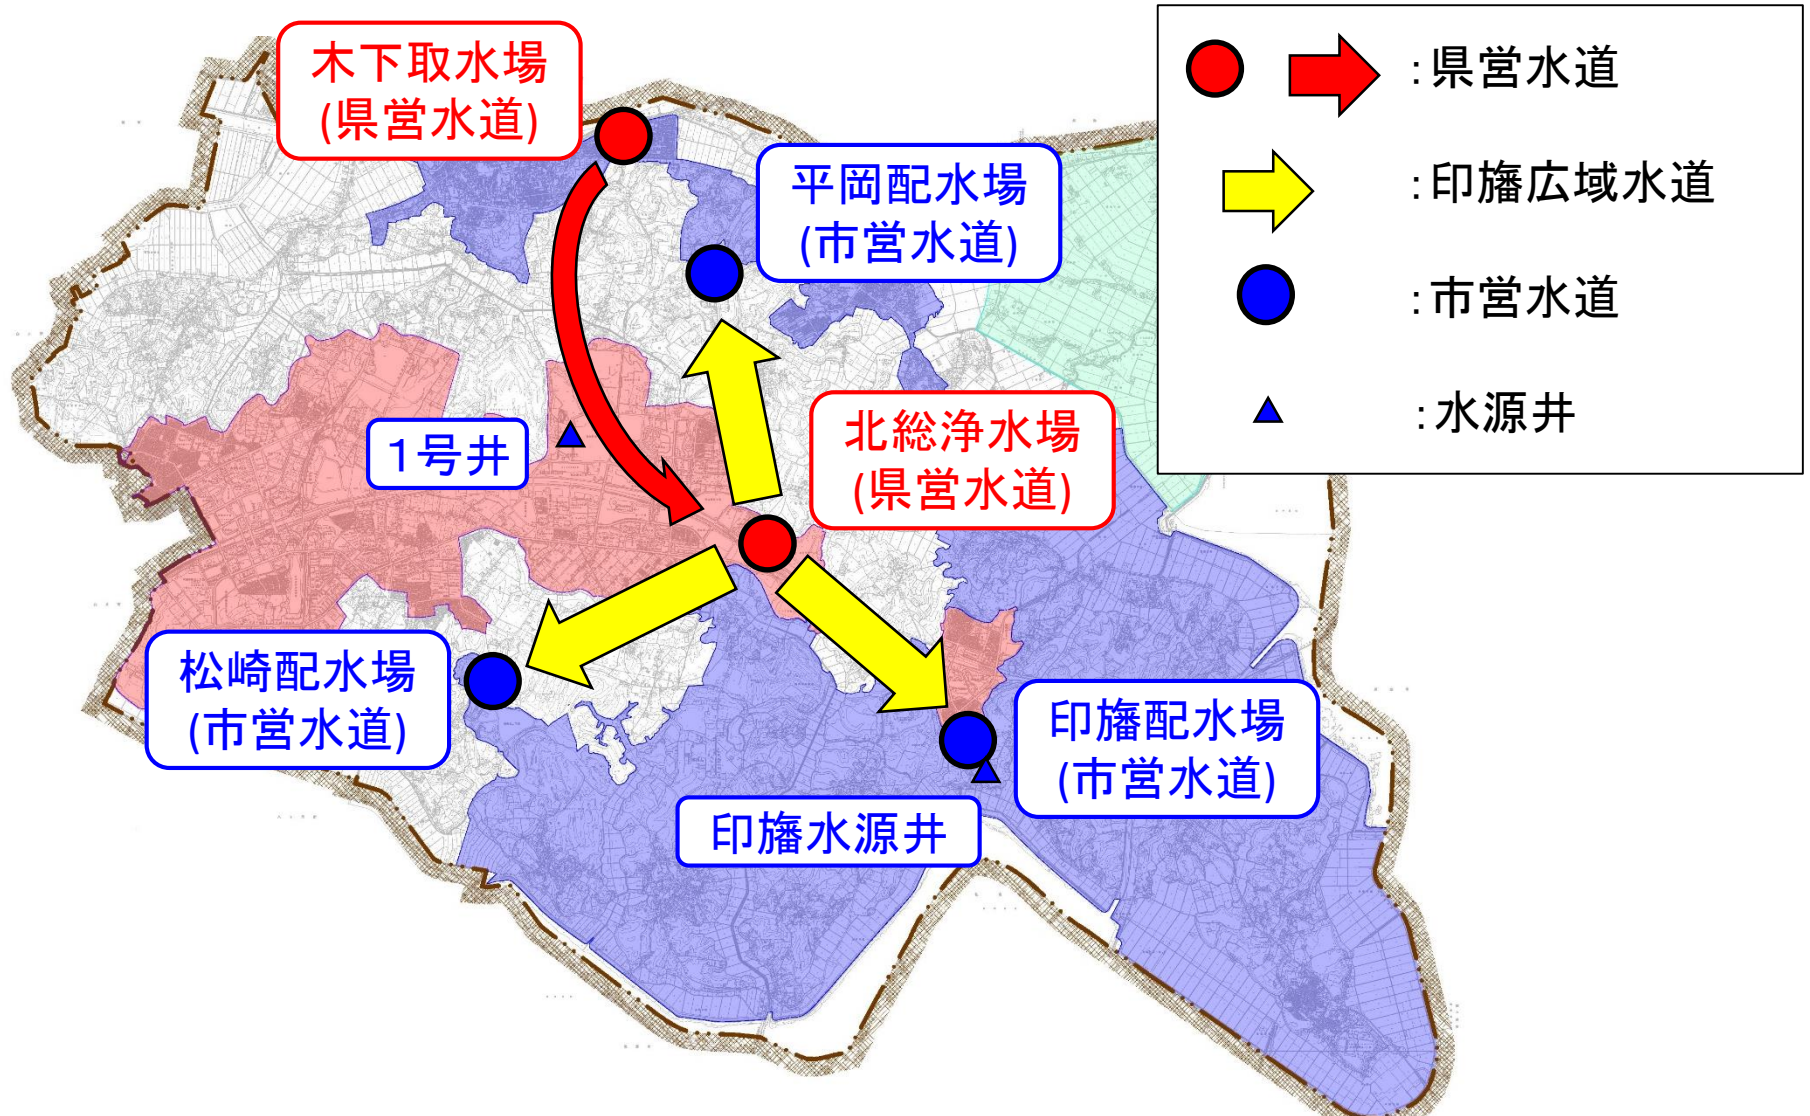 木下取水場
(県営水道)
平岡配水場
(市営水道)
1号井
北総浄水場
(県営水道)
松崎配水場
(市営水道)
印旛配水場
(市営水道)
印旛水源井
:県営水道
:印旛広域水道
:市営水道
:水源井